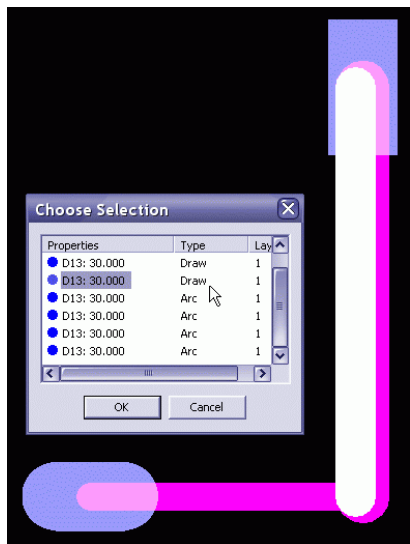 Choose Selection
Properties Type Lay
D13: 30.000 Draw 1
D13: 30.000 Draw 1
D13: 30.000 Arc 1
D13: 30.000 Arc 1
D13: 30.000 Arc 1
D13: 30.000 Arc 1
OK Cancel